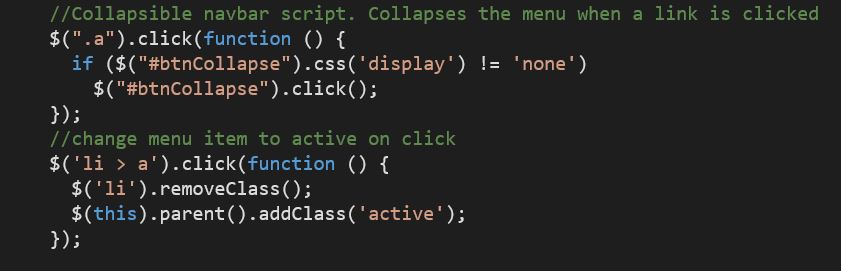 //Collapsible navbar script. Collapses the menu when a link is clicked
$(".a").click(function () {
  if ($("#btnCollapse").css('display') != 'none')
    $("#btnCollapse").click();
});
//change menu item to active on click
$('li > a').click(function () {
  $('li').removeClass();
  $(this).parent().addClass('active');
});